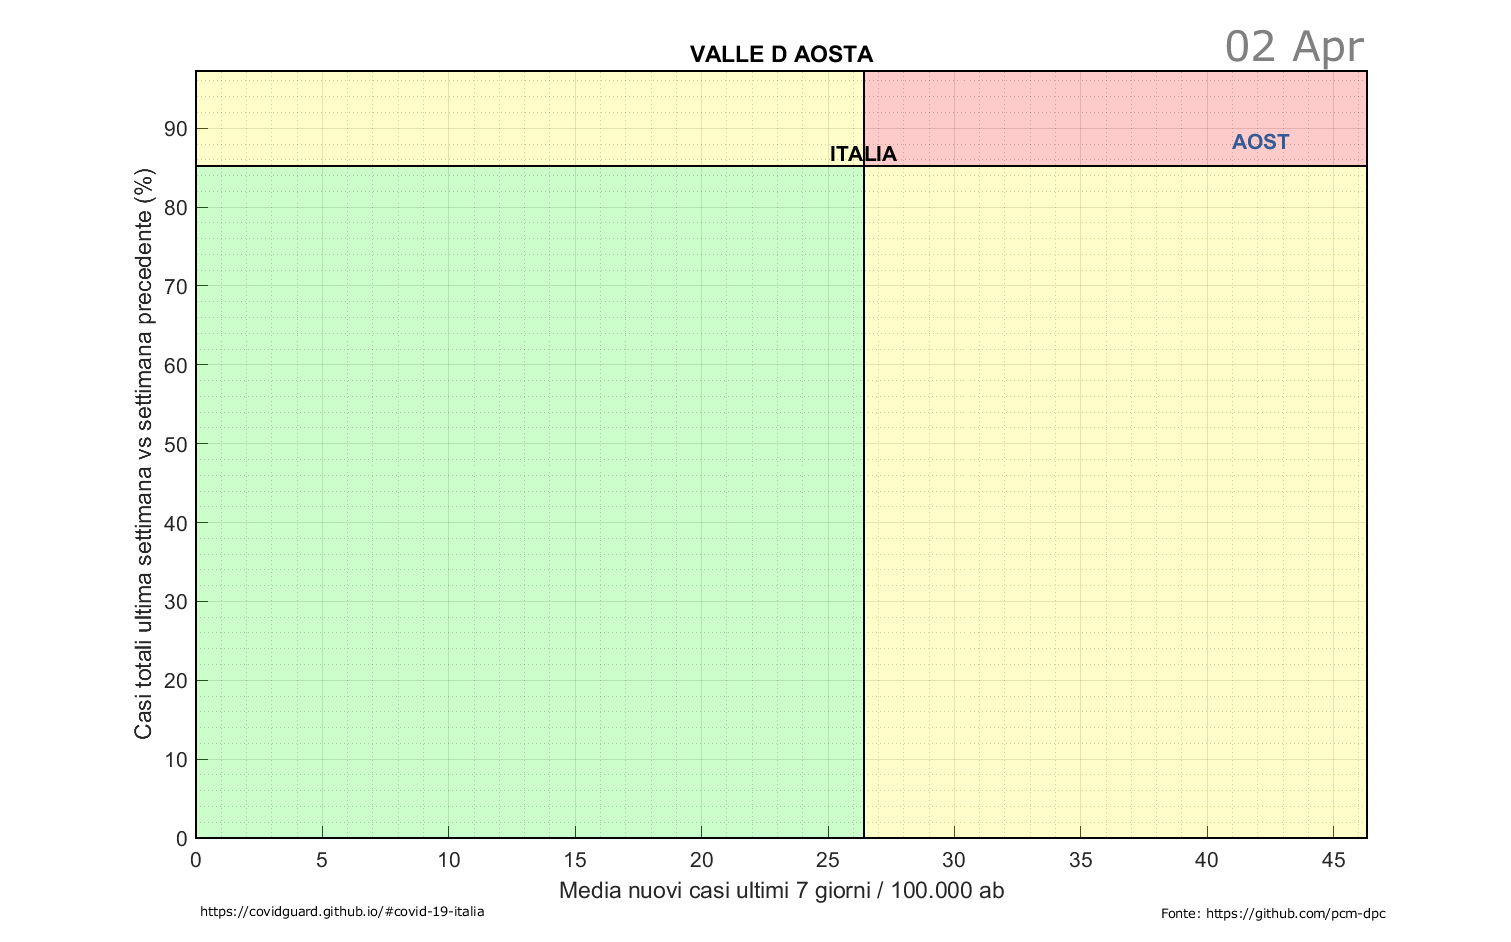 02 Apr
VALLE D AOSTA
90
AOST
ITALIA
80
70
60
50
40
30
20
10
0
Casi totali ultima settimana vs settimana precedente (%)
0 5 10 15 20 25 30 35 40 45
Media nuovi casi ultimi 7 giorni / 100.000 ab
https://covidguard.github.io/#covid-19-italia
Fonte: https://github.com/pcm-dpc